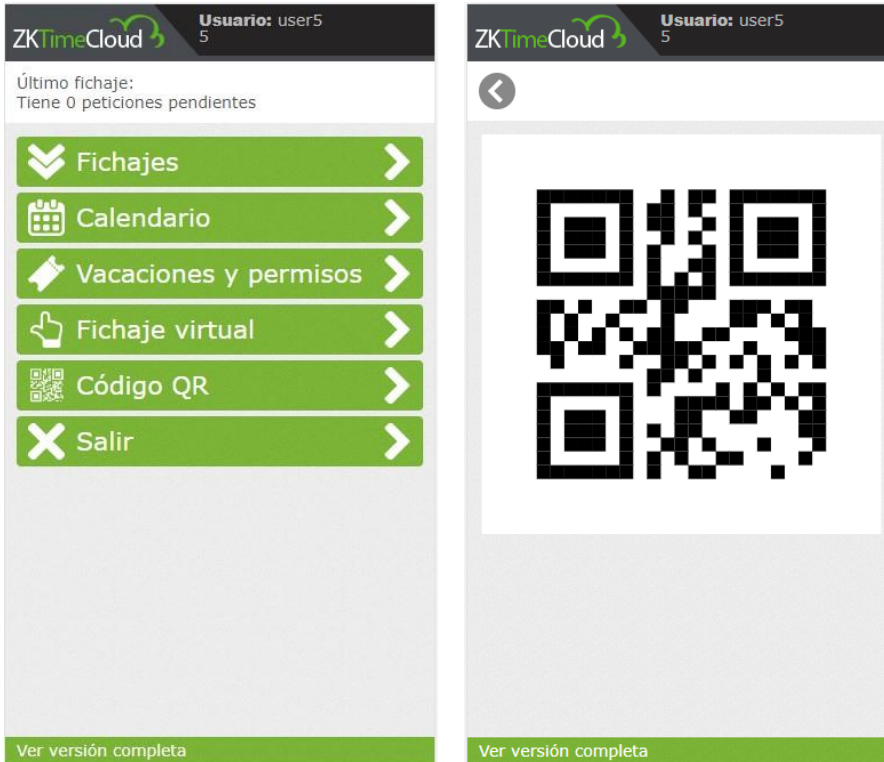 ZKTimeCloud
Usuario: user5
5
Último fichaje:
Tiene 0 peticiones pendientes
Fichajes
Calendario
Vacaciones y permisos
Fichaje virtual
Código QR
Salir
Ver versión completa
ZKTimeCloud
Usuario: user5
5
Ver versión completa